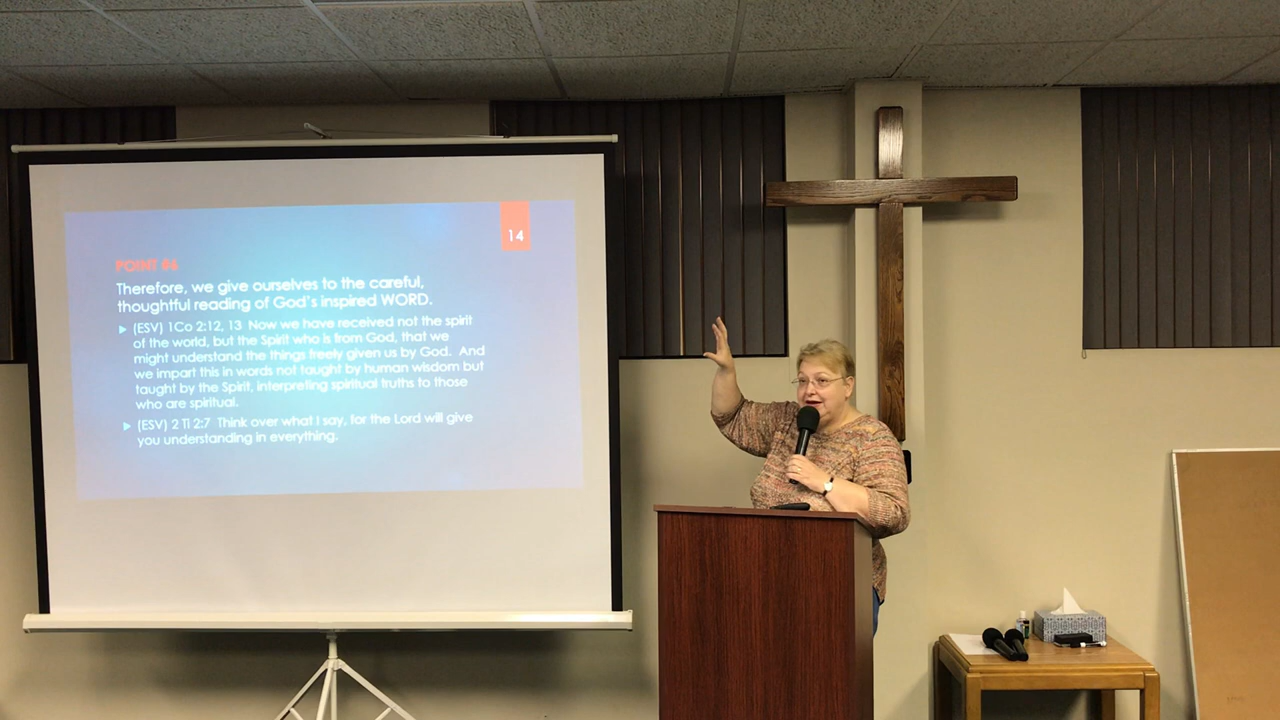 14
POINT #6
Therefore, we give ourselves to the careful,
thoughtful reading of God's inspired WORD.
(ESV) 1Co 2:12, 13 Now we have received not the spirit
of the world, but the Spirit who is from God, that we
might understand the things freely given us by God. And
we impart this in words not taught by human wisdom but
taught by the Spirit, interpreting spiritual truths to those
who are spiritual.
(ESV) 2 Ti 2:7 Think over what I say, for the Lord will give
you understanding in everything.